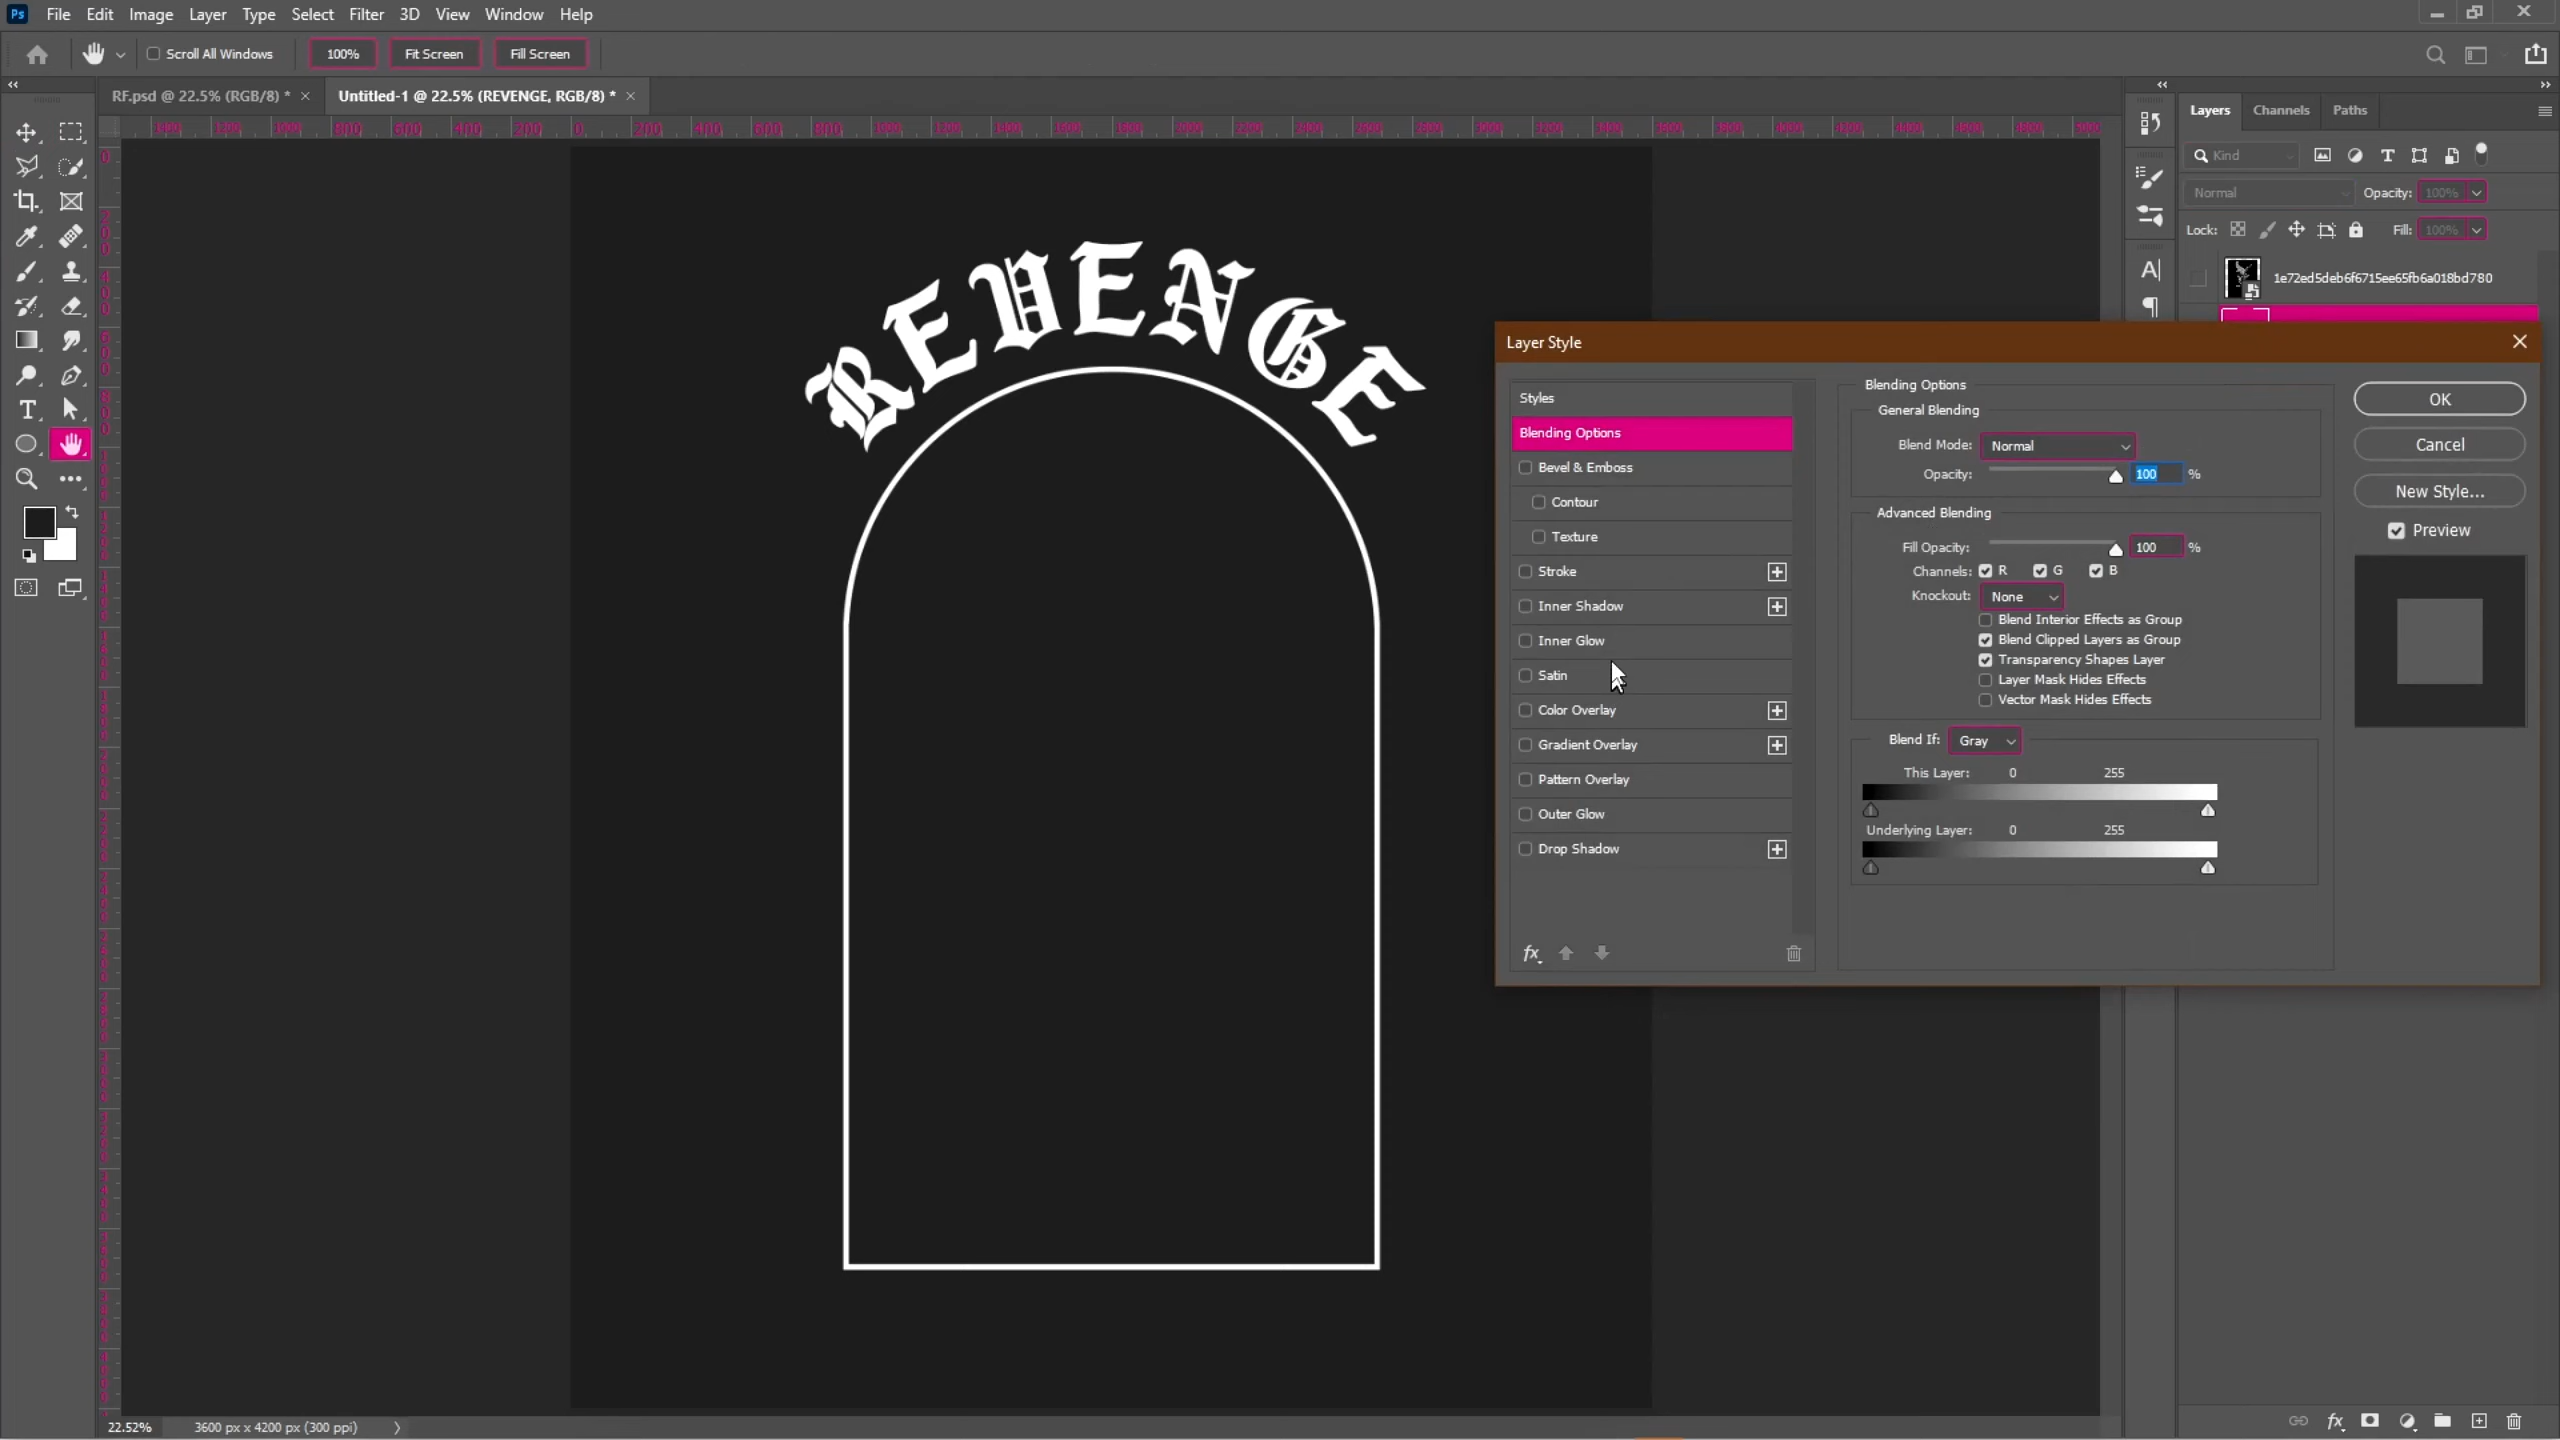 Ps File Edit Image Layer Type Select Filter 3D View Window Help
Scroll All Windows 100% Fit Screen Fill Screen
RF.psd @ 22.5% (RGB/8) * × Untitled-1 @ 22.5% (REVENGE, RGB/8) * ×
Layers Channels Paths
Kind
Normal Opacity: 100%
Lock: Fill: 100%
1e72ed5deb6f6715ee65fb6a018bd780
REVENGE
Layer Style
Styles
Blending Options
Bevel & Emboss
Contour
Texture
Stroke
Inner Shadow
Inner Glow
Satin
Color Overlay
Gradient Overlay
Pattern Overlay
Outer Glow
Drop Shadow
fx
Blending Options
General Blending
Blend Mode: Normal
Opacity: 100 %
Advanced Blending
Fill Opacity: 100 %
Channels: R G B
Knockout: None
Blend Interior Effects as Group
Blend Clipped Layers as Group
Transparency Shapes Layer
Layer Mask Hides Effects
Vector Mask Hides Effects
Blend If: Gray
This Layer: 0 255
Underlying Layer: 0 255
OK
Cancel
New Style...
Preview
22.52% 3600 px x 4200 px (300 ppi)
fx